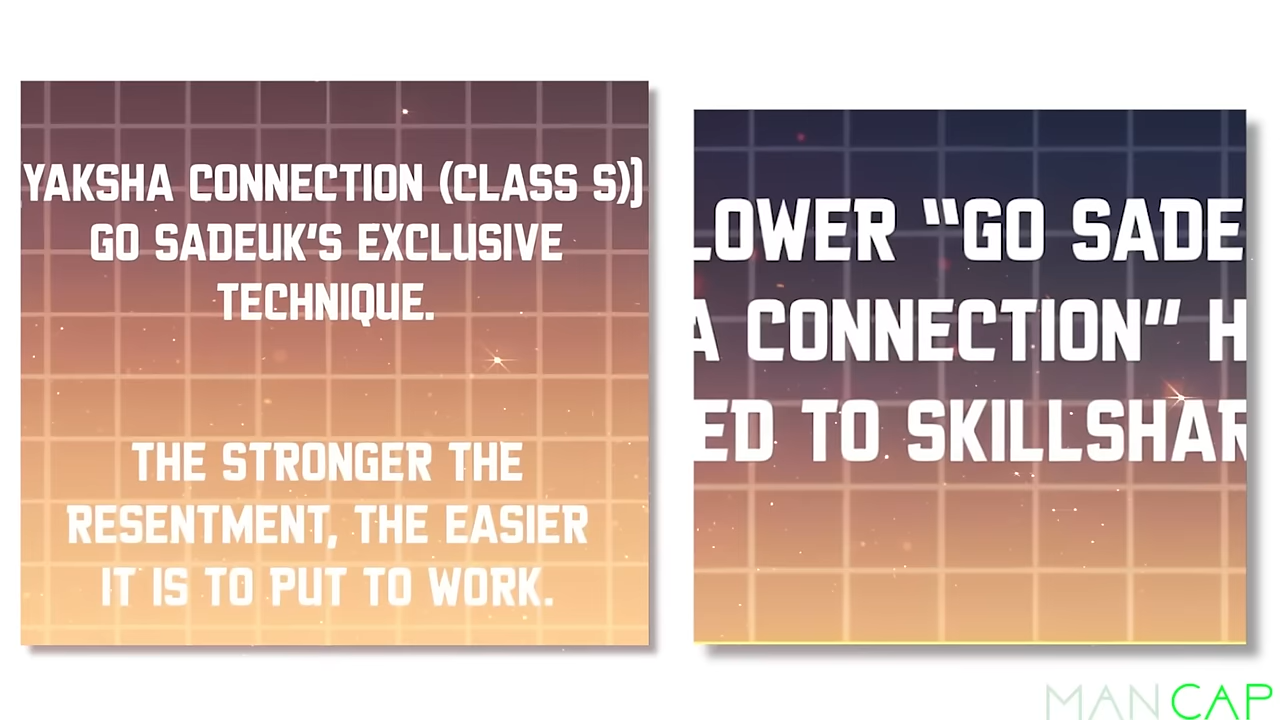 YAKSHA CONNECTION (CLASS S)]
GO SADEUK'S EXCLUSIVE
TECHNIQUE.
THE STRONGER THE
RESENTMENT, THE EASIER
IT IS TO PUT TO WORK.
LOWER "GO SADE
A CONNECTION" H
ED TO SKILLSHAR
MANCAP